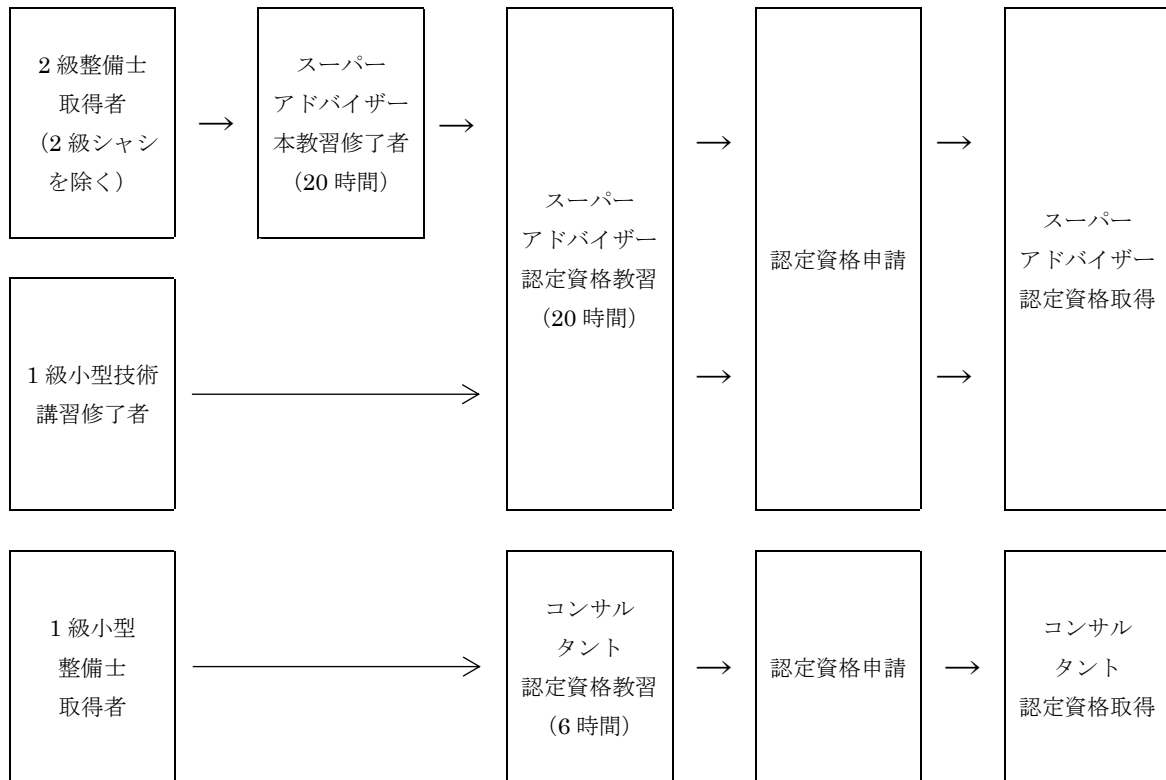 2 級整備士
取得者
（2 級シャシ
を除く）
→
スーパー
アドバイザー
本教習修了者
（20 時間）
→
スーパー
アドバイザー
認定資格教習
（20 時間）
→
→
認定資格申請
→
→
スーパー
アドバイザー
認定資格取得
1 級小型技術
講習修了者
1 級小型
整備士
取得者
コンサル
タント
認定資格教習
（6 時間）
→
認定資格申請
→
コンサル
タント
認定資格取得